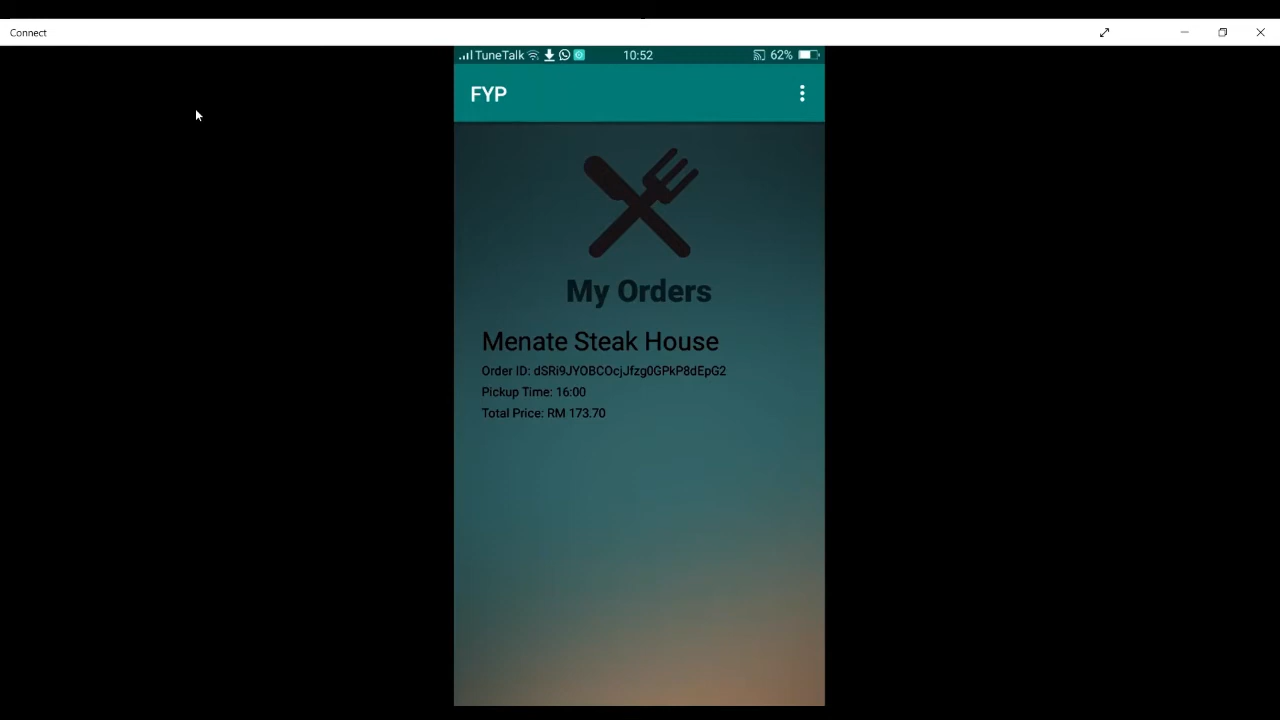 Connect
TuneTalk 10:52 62%
FYP
My Orders
Menate Steak House
Order ID: dSRi9JYOBCOcjJfzg0GPkP8dEpG2
Pickup Time: 16:00
Total Price: RM 173.70